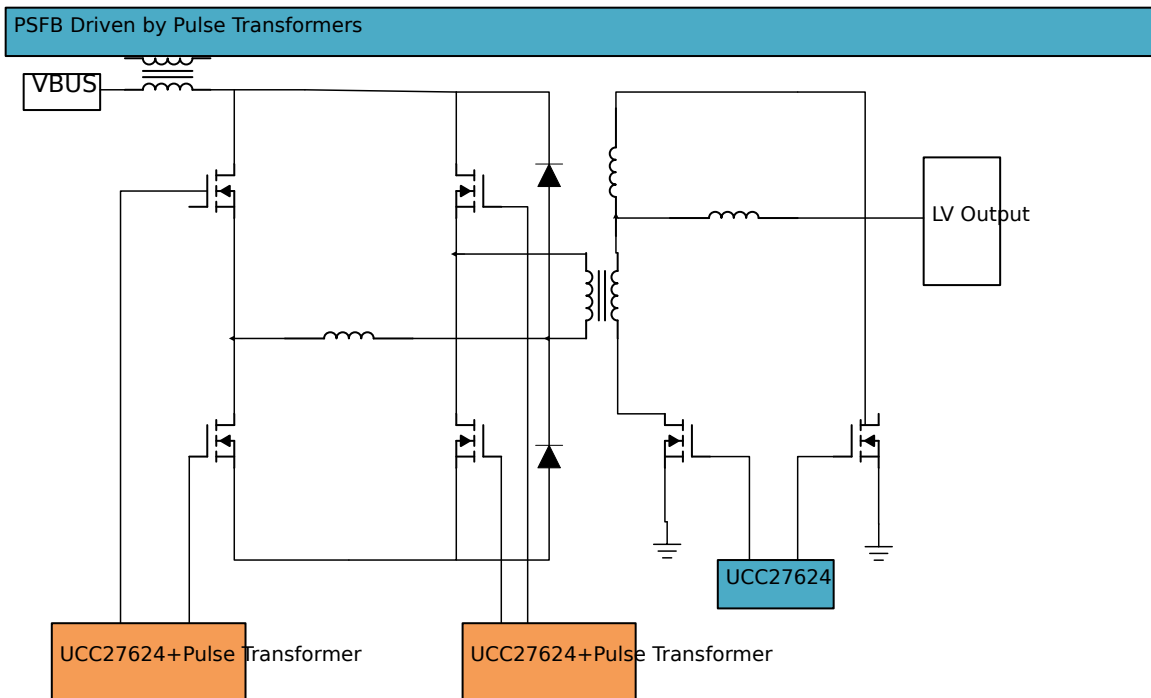 PSFB Driven by Pulse Transformers
VBUS
LV Output
UCC27624
UCC27624+Pulse Transformer
UCC27624+Pulse Transformer